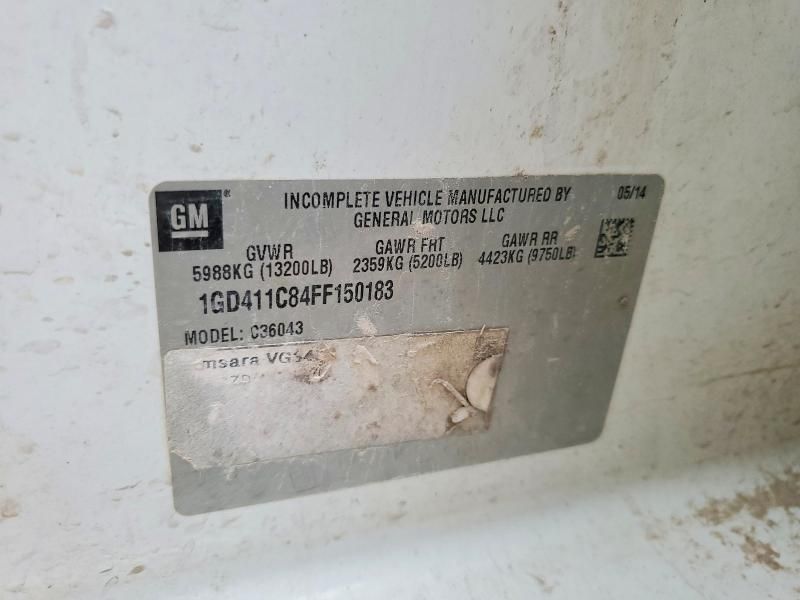 GM
INCOMPLETE VEHICLE MANUFACTURED BY
GENERAL MOTORS LLC
05/14
GVWR
5988KG (13200LB)
GAWR FRT
2359KG (5200LB)
GAWR RR
4423KG (9750LB)
1GD411C84FF150183
MODEL: C36043
msara